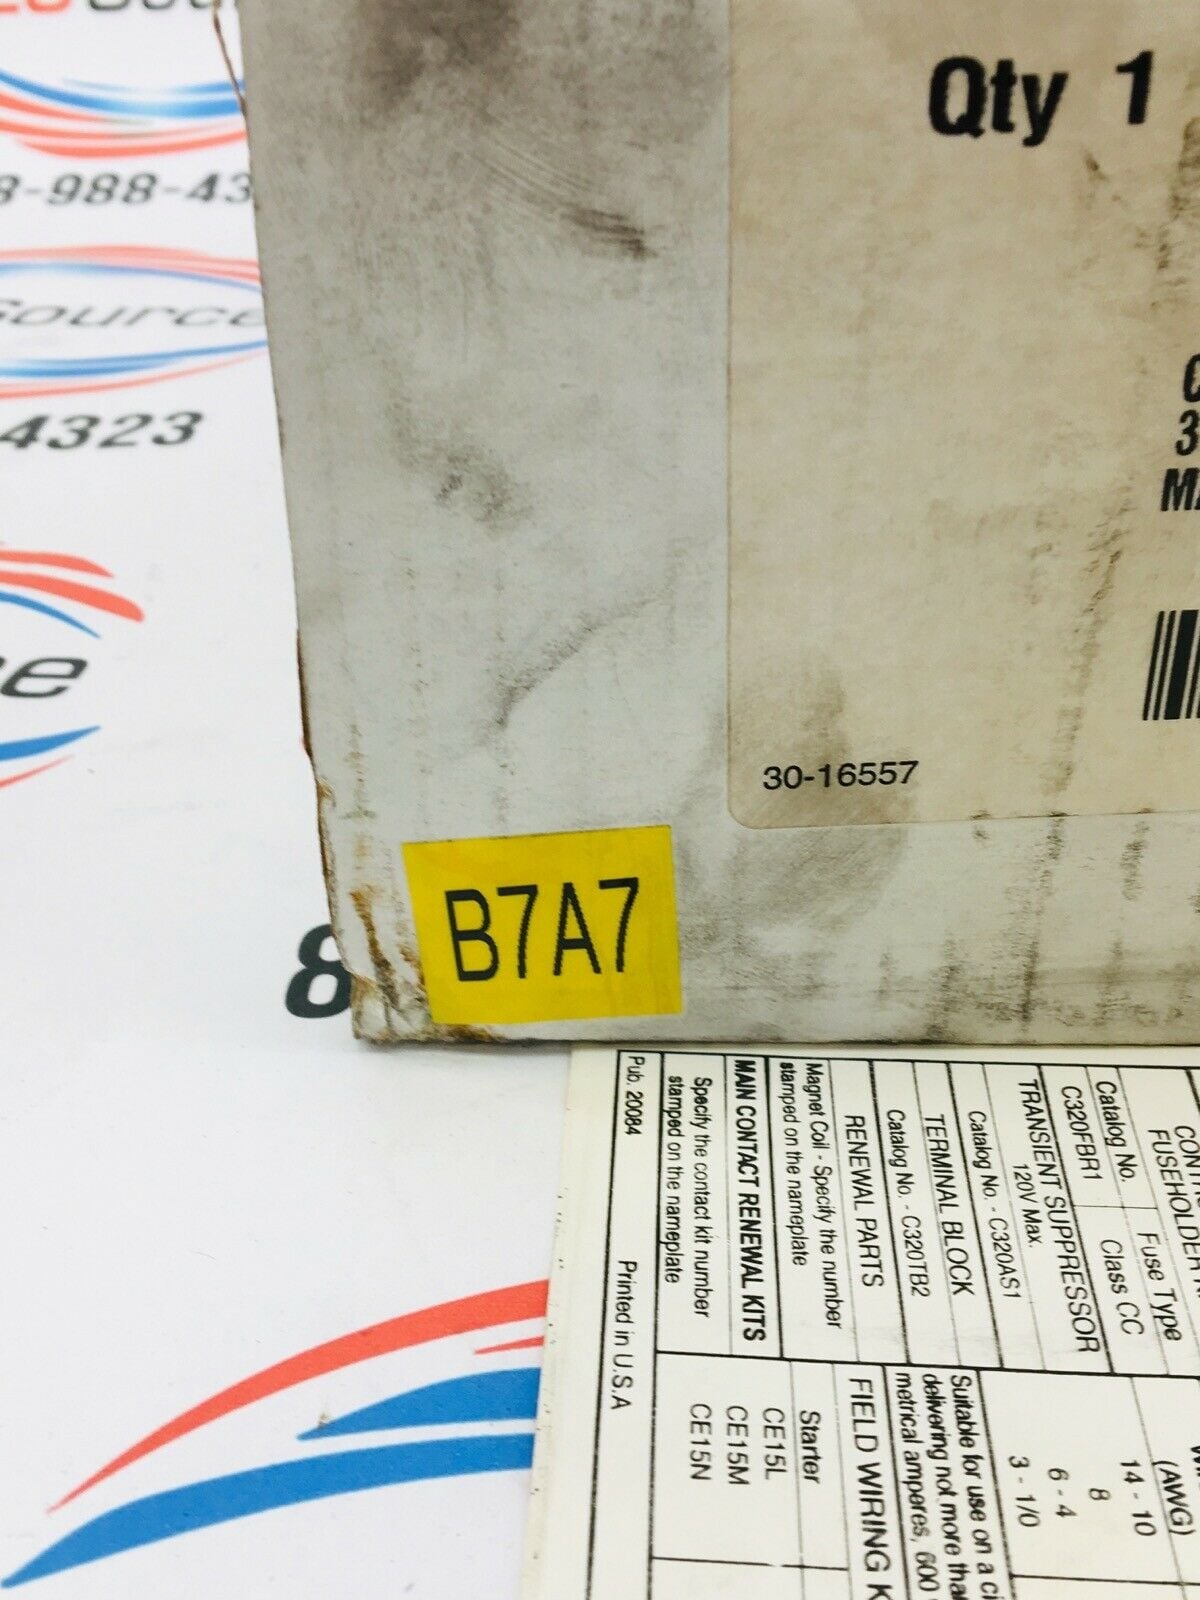 Qty 1
8-988-43
Source
4323
30-16557
B7A7
8
FUSEHOLDER
Catalog No. Fuse Type
C320FBR1 Class CC
TRANSIENT SUPPRESSOR
120V Max.
Catalog No. - C320AS1
TERMINAL BLOCK
Catalog No. - C320TB2
RENEWAL PARTS
Magnet Coil - Specify the number
stamped on the nameplate
MAIN CONTACT RENEWAL KITS
Specify the contact kit number
stamped on the nameplate
Pub. 20084 Printed in U.S.A
(AWG)
14 - 10
8
6 - 4
3 - 1/0
Suitable for use on a
delivering not more
metrical amperes, 600
FIELD WIRING
Starter
CE15L
CE15M
CE15N